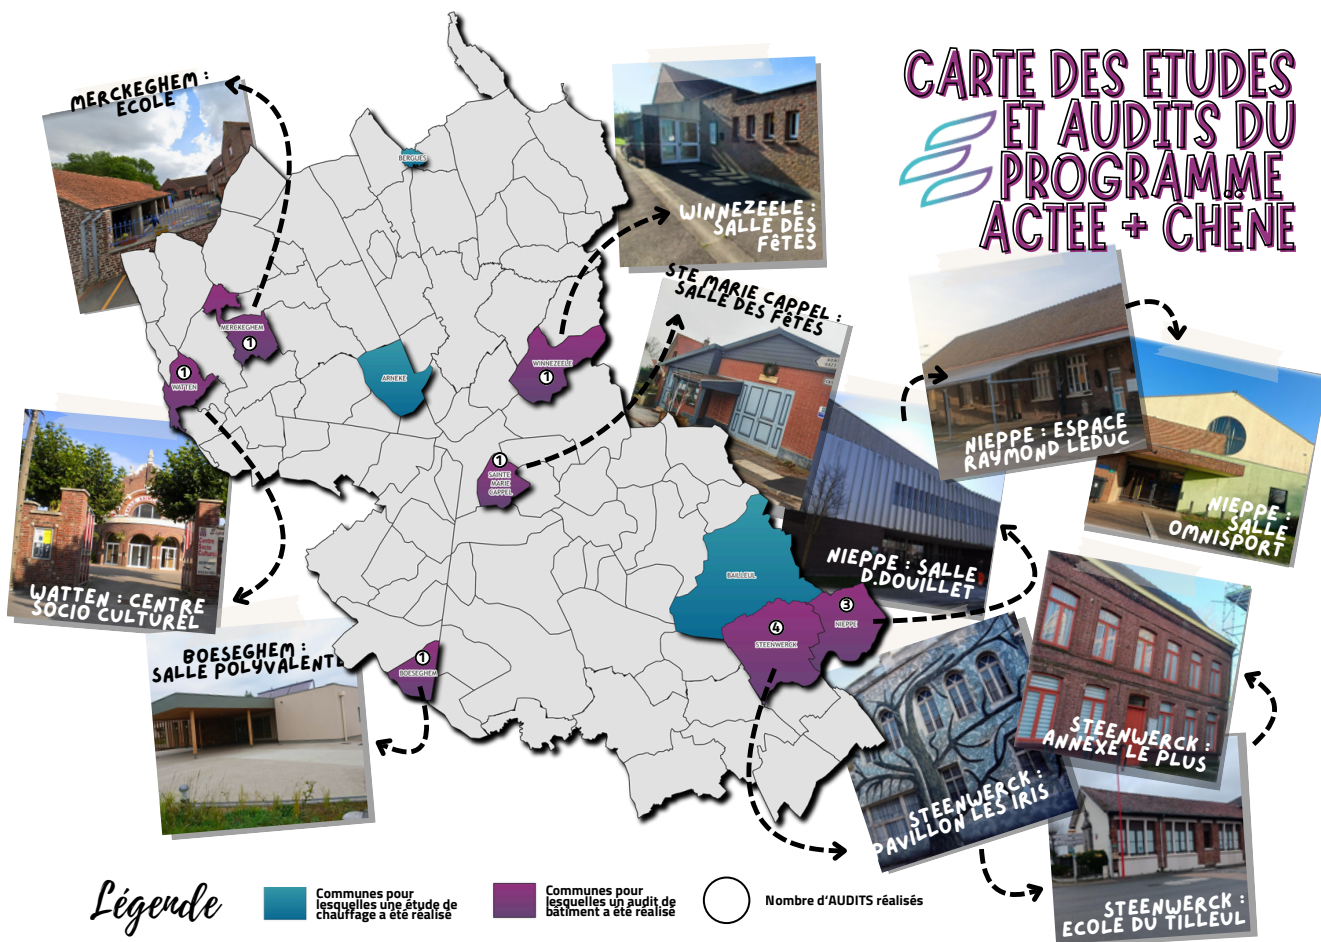 CARTE DES ETUDES
ET AUDITS DU
PROGRAMME
ACTEE + CHÊNE
MERCKEGHEM :
ECOLE
BERGUES
WINNEZEELE :
SALLE DES
FêTES
STE MARIE CAPPEL :
SALLE DES FêTES
MERCKEGHEM
1
1
WATTEN
ARNEKE
WINNEZEELE
1
1
SAINTE
MARIE
CAPPEL
NIEPPE : ESPACE
RAYMOND LEDUC
NIEPPE :
SALLE
OMNISPORT
NIEPPE : SALLE
D.DOUILLET
WATTEN : CENTRE
SOCIO CULTUREL
BAILLEUL
3
NIEPPE
4
STEENWERCK
BOESEGHEM :
SALLE POLYVALENTE
1
BOESEGHEM
STEENWERCK :
ANNEXE LE PLUS
STEENWERCK :
PAVILLON LES IRIS
STEENWERCK :
ECOLE DU TILLEUL
Légende
Communes pour
lesquelles une étude de
chauffage a été réalisé
Communes pour
lesquelles un audit de
bâtiment a été réalisé
Nombre d'AUDITS réalisés